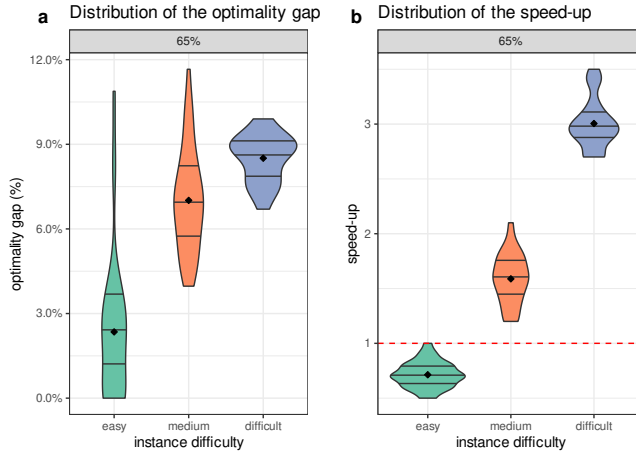 a Distribution of the optimality gap
65%
12.0%
9.0%
6.0%
3.0%
0.0%
optimality gap (%)
easy medium difficult
instance difficulty
b Distribution of the speed-up
65%
3
2
1
speed-up
easy medium difficult
instance difficulty